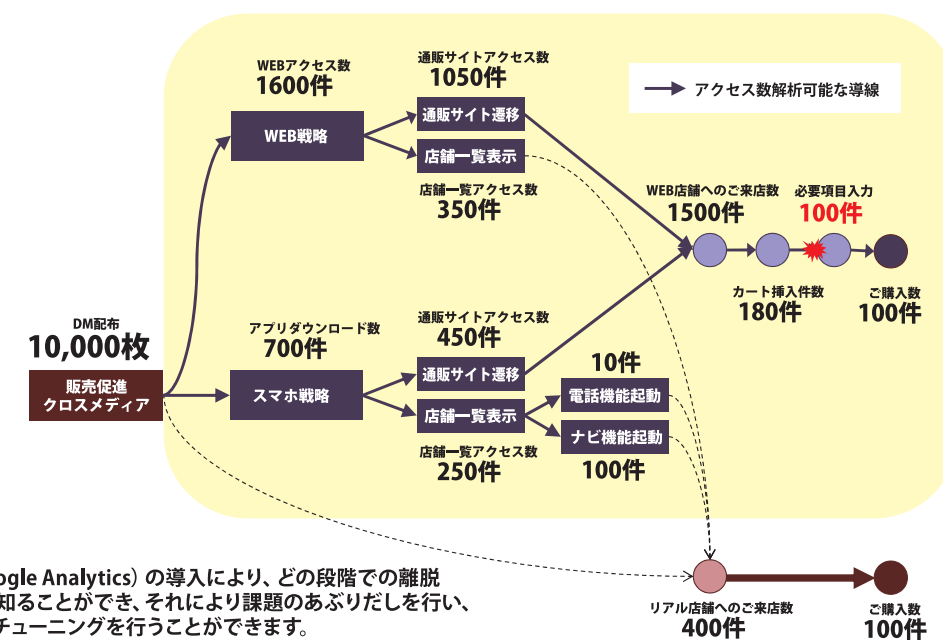 WEBアクセス数
1600件
WEB戦略
通販サイトアクセス数
1050件
通販サイト遷移
店舗一覧表示
店舗一覧アクセス数
350件
アクセス数解析可能な導線
WEB店舗へのご来店数
1500件
必要項目入力
100件
カート挿入件数
180件
ご購入数
100件
DM配布
10,000枚
販売促進
クロスメディア
アプリダウンロード数
700件
スマホ戦略
通販サイトアクセス数
450件
通販サイト遷移
店舗一覧表示
店舗一覧アクセス数
250件
10件
電話機能起動
ナビ機能起動
100件
ogle Analytics）の導入により、どの段階での離脱
知ることができ、それにより課題のあぶりだしを行い、
チューニングを行うことができます。
リアル店舗へのご来店数
400件
ご購入数
100件